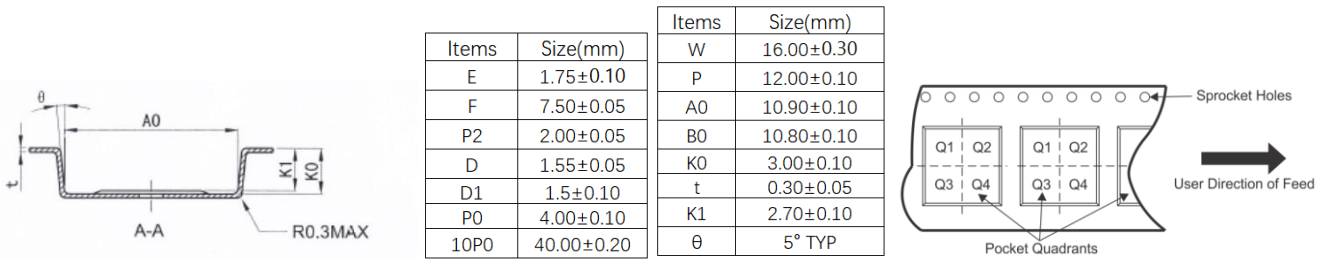 θ
A0
K1
K0
t
A-A
R0.3MAX
Items Size(mm)
E 1.75±0.10
F 7.50±0.05
P2 2.00±0.05
D 1.55±0.05
D1 1.5±0.10
P0 4.00±0.10
10P0 40.00±0.20
Items Size(mm)
W 16.00±0.30
P 12.00±0.10
A0 10.90±0.10
B0 10.80±0.10
K0 3.00±0.10
t 0.30±0.05
K1 2.70±0.10
θ 5° TYP
Sprocket Holes
Q1 Q2 Q1 Q2
Q3 Q4 Q3 Q4
User Direction of Feed
Pocket Quadrants